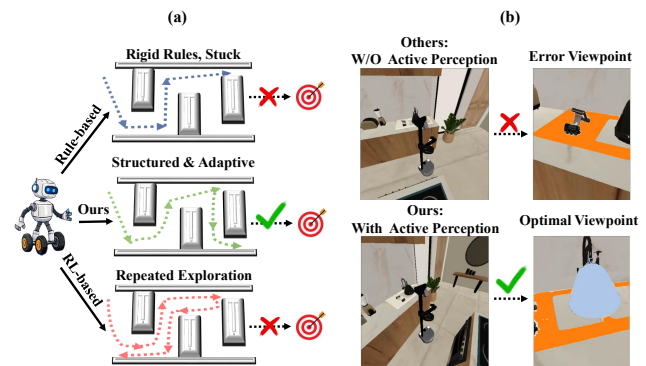 (a)
Rigid Rules, Stuck
Rule-based
Structured & Adaptive
Ours
Repeated Exploration
RL-based
(b)
Others:
W/O Active Perception
Error Viewpoint
Ours:
With Active Perception
Optimal Viewpoint